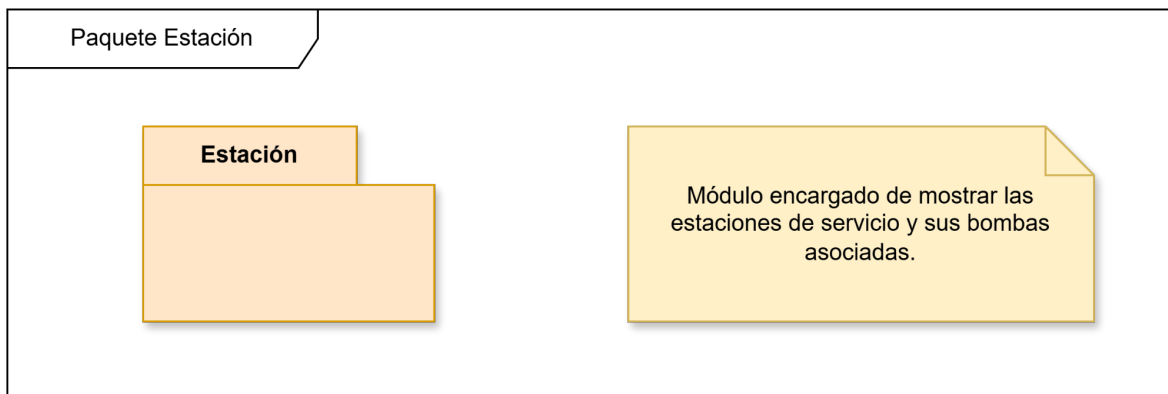 Paquete Estación
Estación
Módulo encargado de mostrar las
estaciones de servicio y sus bombas
asociadas.